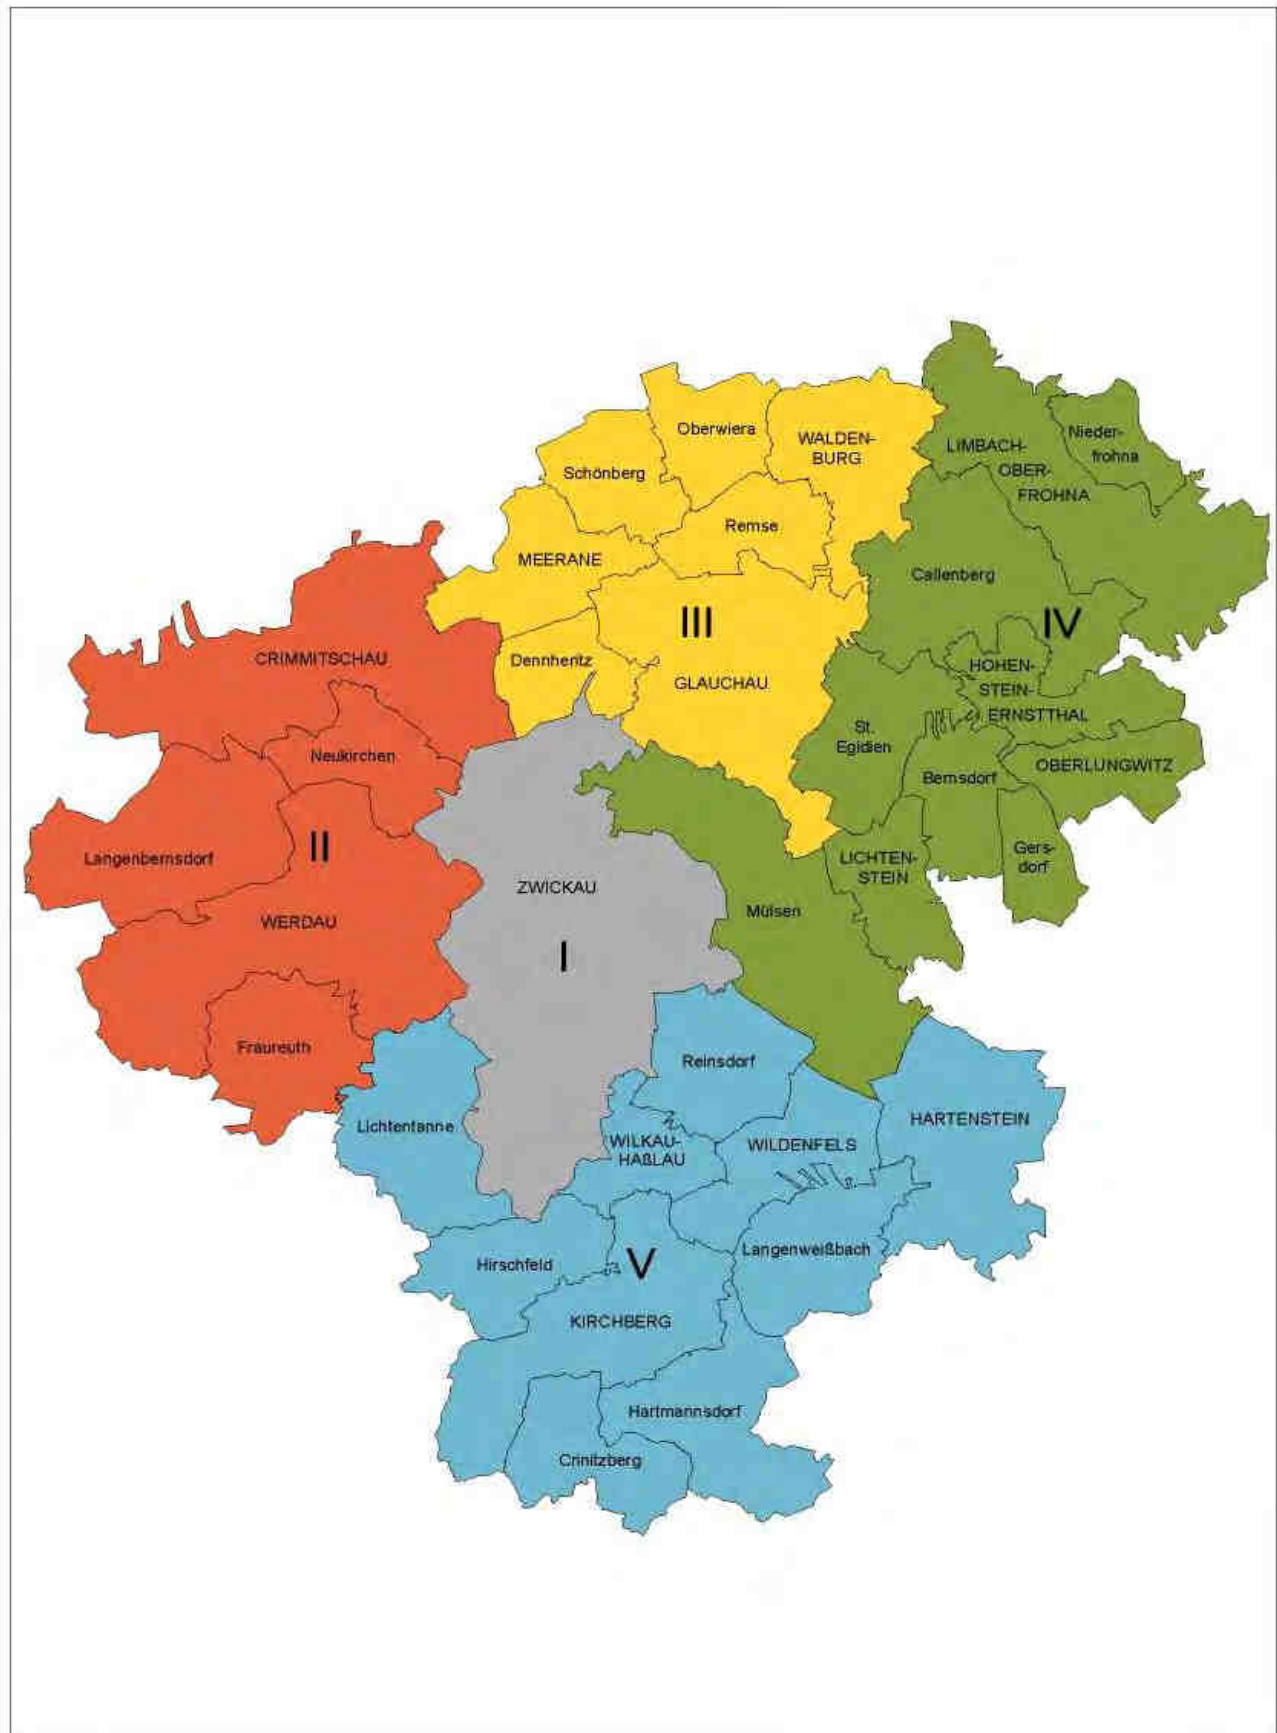 Oberwiera
WALDEN-
BURG
Schönberg
Nieder-
frohna
LIMBACH-
OBER-
FROHNA
Remse
MEERANE
Callenberg
III
IV
CRIMMITSCHAU
Dennheritz
GLAUCHAU
HOHEN-
STEIN-
ERNSTTHAL
St.
Egidien
Neukirchen
Bernsdorf
OBERLUNGWITZ
II
Langenbernsdorf
Gers-
dorf
LICHTEN-
STEIN
ZWICKAU
WERDAU
Mülsen
I
Fraureuth
Reinsdorf
Lichtentanne
HARTENSTEIN
WILKAU-
HAßLAU
WILDENFELS
Langenweißbach
Hirschfeld
V
KIRCHBERG
Hartmannsdorf
Crinitzberg